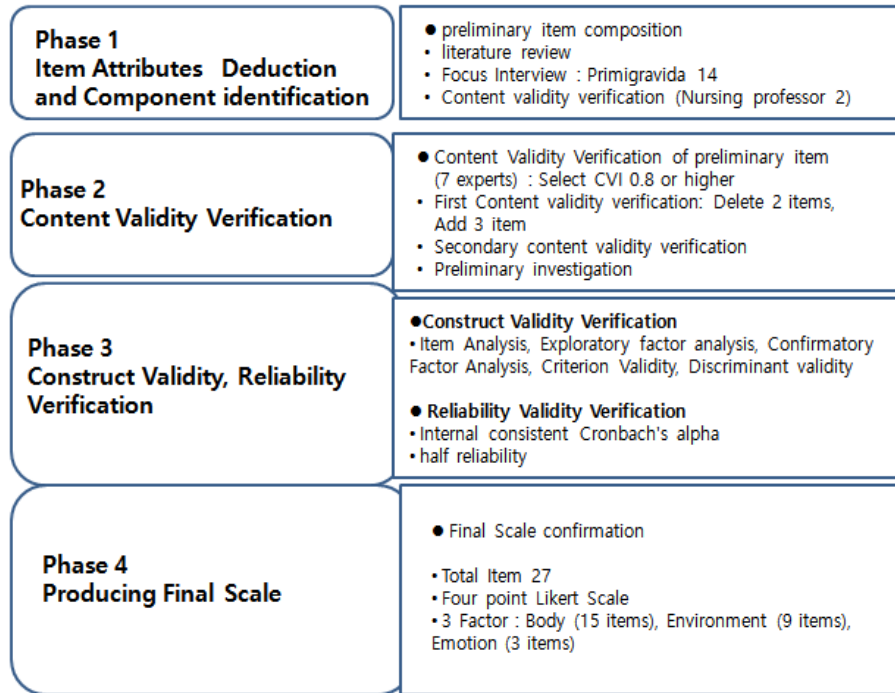 Phase 1
Item Attributes Deduction
and Component identification
● preliminary item composition
• literature review
• Focus Interview : Primigravida 14
• Content validity verification (Nursing professor 2)
Phase 2
Content Validity Verification
● Content Validity Verification of preliminary item
(7 experts) : Select CVI 0.8 or higher
• First Content validity verification: Delete 2 items,
Add 3 item
• Secondary content validity verification
• Preliminary investigation
Phase 3
Construct Validity, Reliability
Verification
●Construct Validity Verification
• Item Analysis, Exploratory factor analysis, Confirmatory
Factor Analysis, Criterion Validity, Discriminant validity
● Reliability Validity Verification
• Internal consistent Cronbach's alpha
• half reliability
Phase 4
Producing Final Scale
● Final Scale confirmation
• Total Item 27
• Four point Likert Scale
• 3 Factor : Body (15 items), Environment (9 items),
Emotion (3 items)